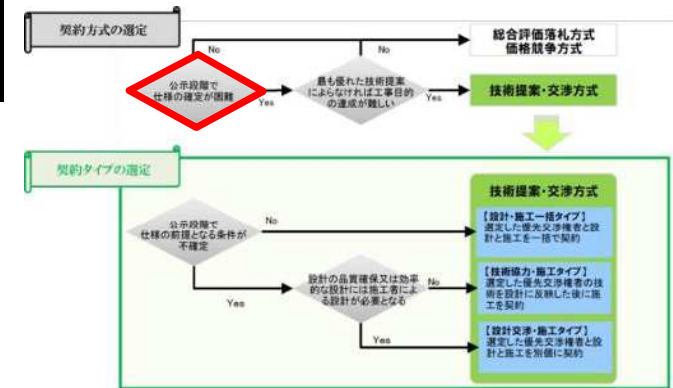 契約方式の選定
公示段階で
仕様の確定が困難
No
Yes
最も優れた技術提案
によらなければ工事目的
の達成が難しい
No
Yes
総合評価落札方式
価格競争方式
技術提案・交渉方式
契約タイプの選定
公示段階で
仕様の前提となる条件が
不確定
No
Yes
設計の品質確保又は効率
的な設計には施工者によ
る設計が必要となる
No
Yes
技術提案・交渉方式
【設計・施工一括タイプ】
選定した優先交渉権者と設
計と施工を一括で契約
【技術協力・施工タイプ】
選定した優先交渉権者の技
術を設計に反映した後に施
工を契約
【設計交渉・施工タイプ】
選定した優先交渉権者と設
計と施工を別個に契約